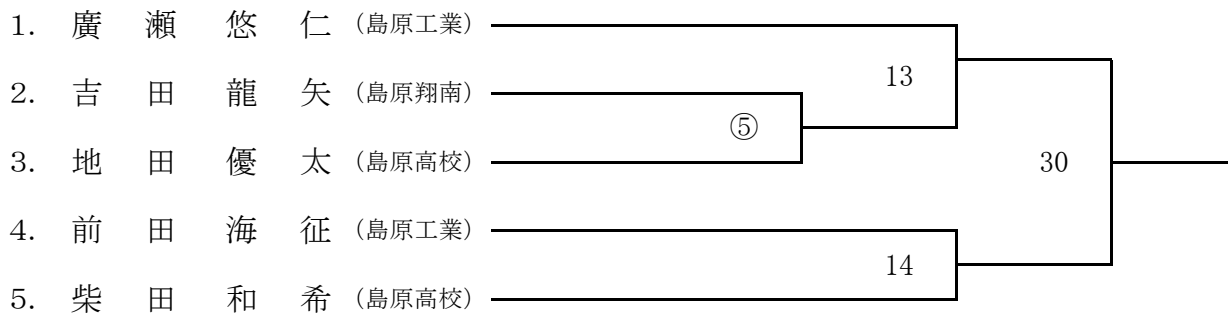 1. 廣瀬悠仁 (島原工業)
13
2. 吉田龍矢 (島原翔南)
⑤
3. 地田優太 (島原高校)
30
4. 前田海征 (島原工業)
14
5. 柴田和希 (島原高校)